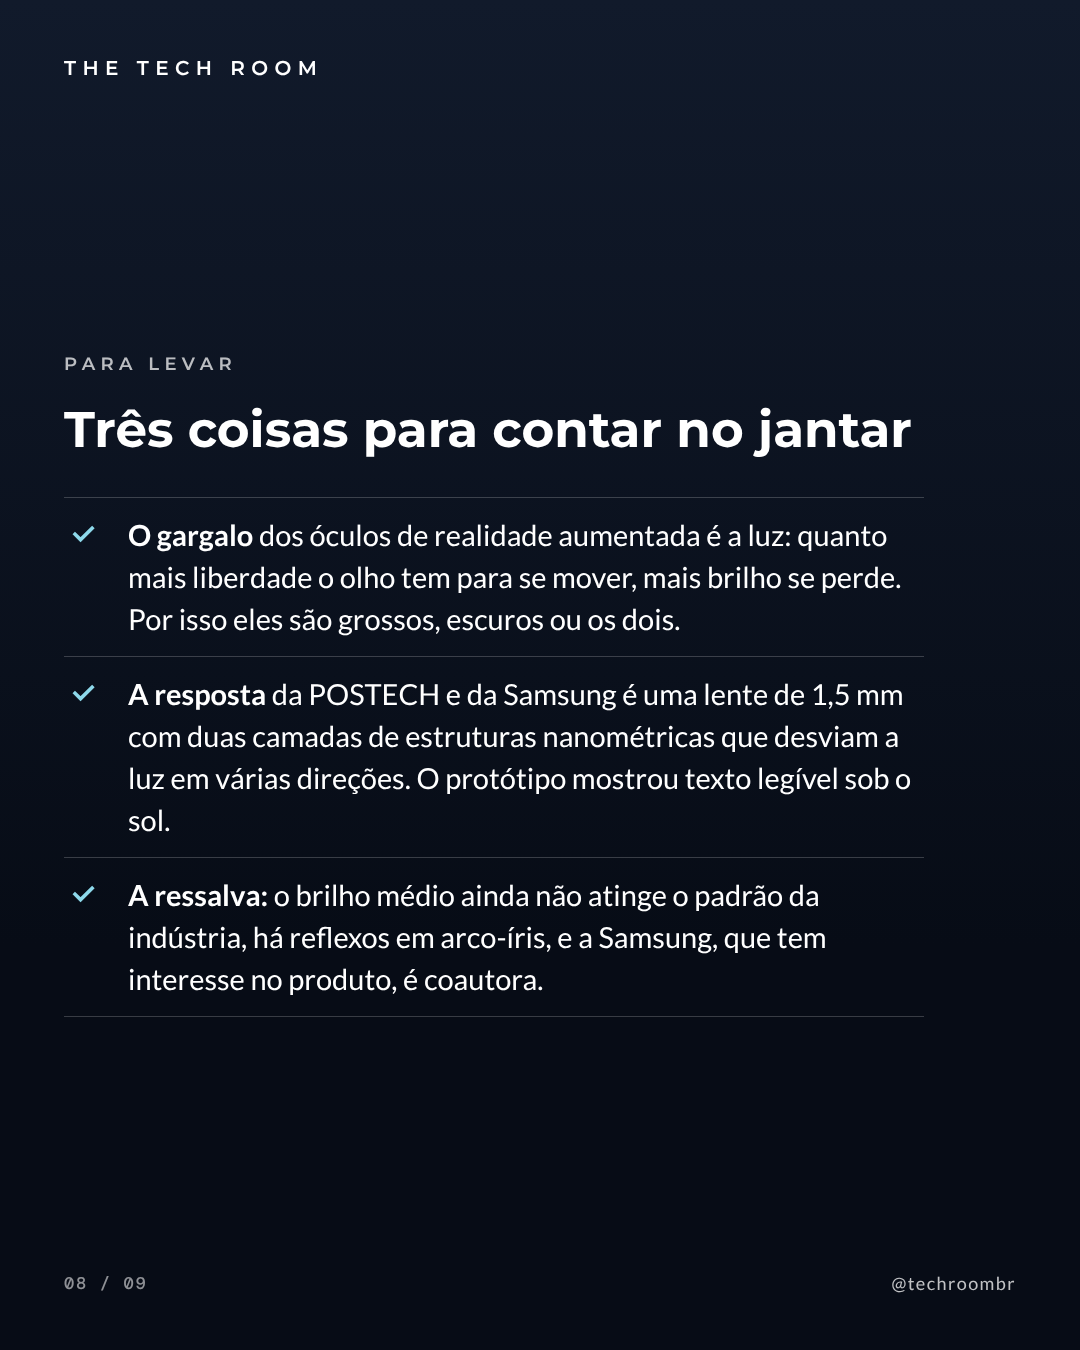 THE TECH ROOM
PARA LEVAR
Três coisas para contar no jantar
O gargalo dos óculos de realidade aumentada é a luz: quanto
mais liberdade o olho tem para se mover, mais brilho se perde.
Por isso eles são grossos, escuros ou os dois.
A resposta da POSTECH e da Samsung é uma lente de 1,5 mm
com duas camadas de estruturas nanométricas que desviam a
luz em várias direções. O protótipo mostrou texto legível sob o
sol.
A ressalva: o brilho médio ainda não atinge o padrão da
indústria, há reflexos em arco-íris, e a Samsung, que tem
interesse no produto, é coautora.
08 / 09
@techroombr